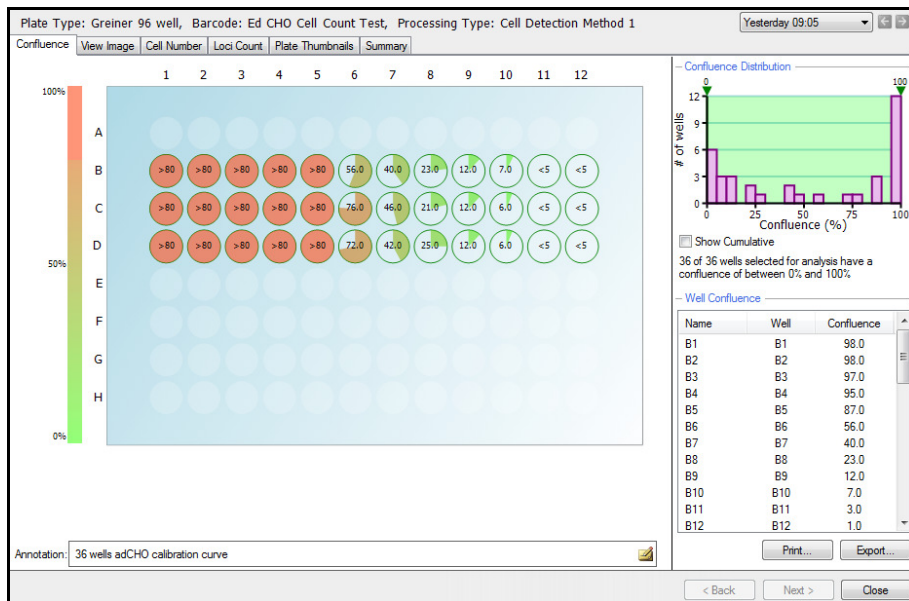 Plate Type: Greiner 96 well, Barcode: Ed CHO Cell Count Test, Processing Type: Cell Detection Method 1
Yesterday 09:05
Confluence View Image Cell Number Loci Count Plate Thumbnails Summary
1 2 3 4 5 6 7 8 9 10 11 12
100%
50%
0%
A
B >80 >80 >80 >80 >80 56.0 40.0 23.0 12.0 7.0 <5 <5
C >80 >80 >80 >80 >80 76.0 46.0 21.0 12.0 6.0 <5 <5
D >80 >80 >80 >80 >80 72.0 42.0 25.0 12.0 6.0 <5 <5
E
F
G
H
Annotation: 36 wells adCHO calibration curve
Confluence Distribution
0 100
# of wells
12
9
6
3
0
0 25 50 75 100
Confluence (%)
Show Cumulative
36 of 36 wells selected for analysis have a
confluence of between 0% and 100%
Well Confluence
Name Well Confluence
B1 B1 98.0
B2 B2 98.0
B3 B3 97.0
B4 B4 95.0
B5 B5 87.0
B6 B6 56.0
B7 B7 40.0
B8 B8 23.0
B9 B9 12.0
B10 B10 7.0
B11 B11 3.0
B12 B12 1.0
Print... Export...
< Back Next > Close